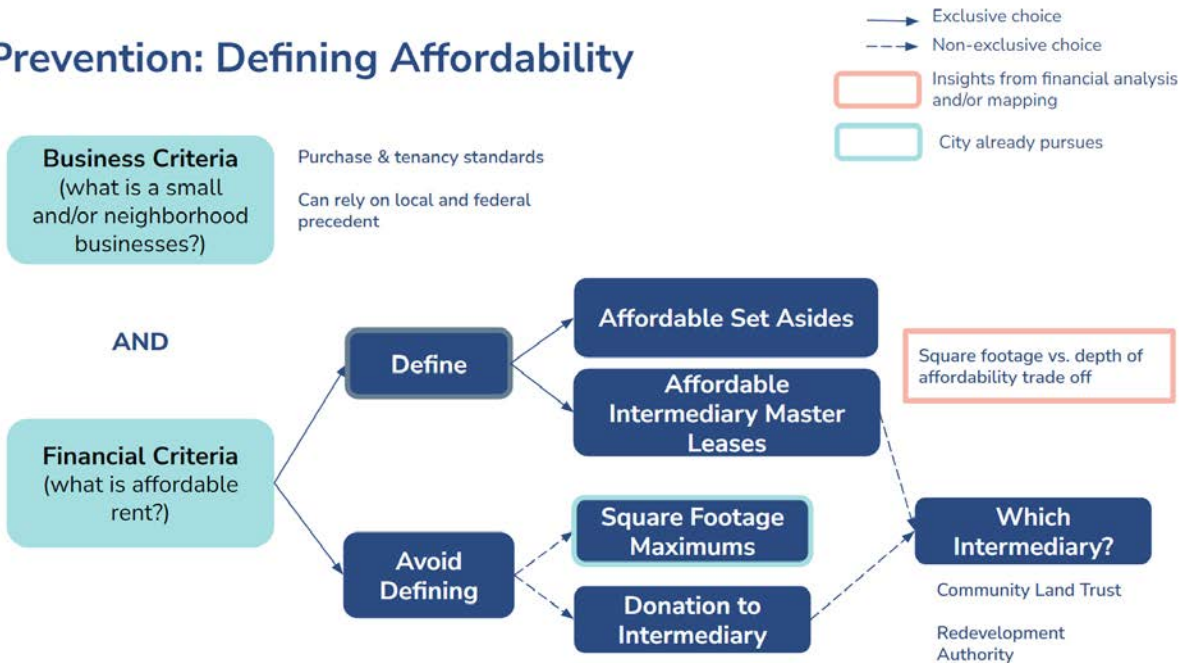 Prevention: Defining Affordability
Exclusive choice
Non-exclusive choice
Insights from financial analysis
and/or mapping
City already pursues
Business Criteria
(what is a small
and/or neighborhood
businesses?)
Purchase & tenancy standards
Can rely on local and federal
precedent
AND
Financial Criteria
(what is affordable
rent?)
Define
Avoid
Defining
Affordable Set Asides
Affordable
Intermediary Master
Leases
Square Footage
Maximums
Donation to
Intermediary
Square footage vs. depth of
affordability trade off
Which
Intermediary?
Community Land Trust
Redevelopment
Authority